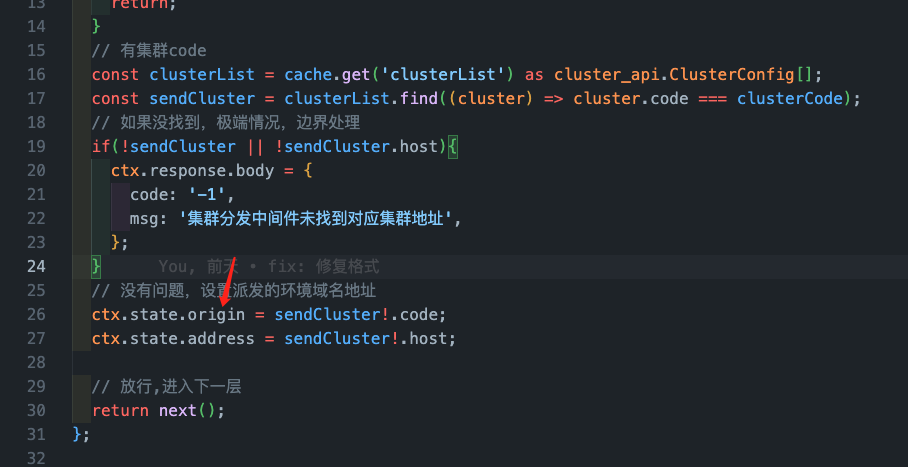 13 return;
14 }
15 // 有集群code
16 const clusterList = cache.get('clusterList') as cluster_api.ClusterConfig[];
17 const sendCluster = clusterList.find((cluster) => cluster.code === clusterCode);
18 // 如果没找到，极端情况，边界处理
19 if(!sendCluster || !sendCluster.host){
20 ctx.response.body = {
21 code: '-1',
22 msg: '集群分发中间件未找到对应集群地址',
23 };
24 } You, 前天 • fix: 修复格式
25 // 没有问题，设置派发的环境域名地址
26 ctx.state.origin = sendCluster!.code;
27 ctx.state.address = sendCluster!.host;
28
29 // 放行,进入下一层
30 return next();
31 };
32